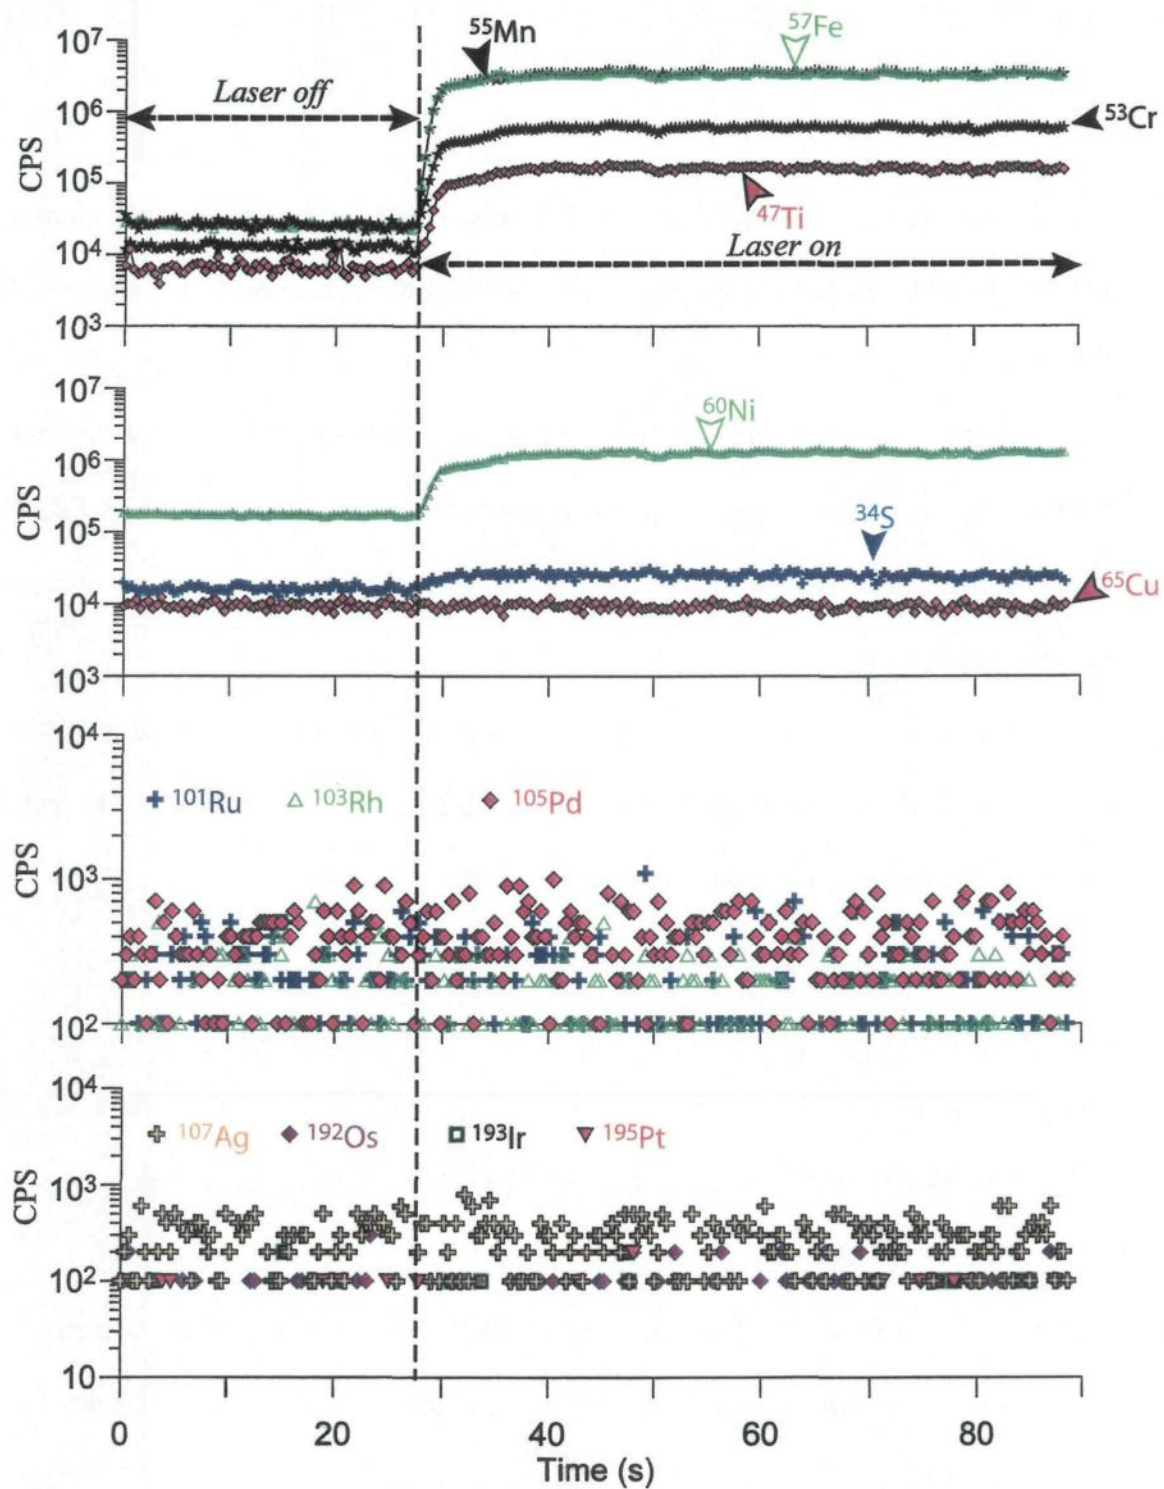 ⁵⁵Mn
⁵⁷Fe
10⁷
Laser off
10⁶
⁵³Cr
CPS
10⁵
⁴⁷Ti
10⁴
Laser on
10³
10⁷
⁶⁰Ni
10⁶
CPS
10⁵
³⁴S
10⁴
⁶⁵Cu
10³
10⁴
¹⁰¹Ru ¹⁰³Rh ¹⁰⁵Pd
CPS
10³
10²
10⁴
¹⁰⁷Ag ¹⁹²Os ¹⁹³Ir ¹⁹⁵Pt
CPS
10³
10²
10
0 20 40 60 80
Time (s)